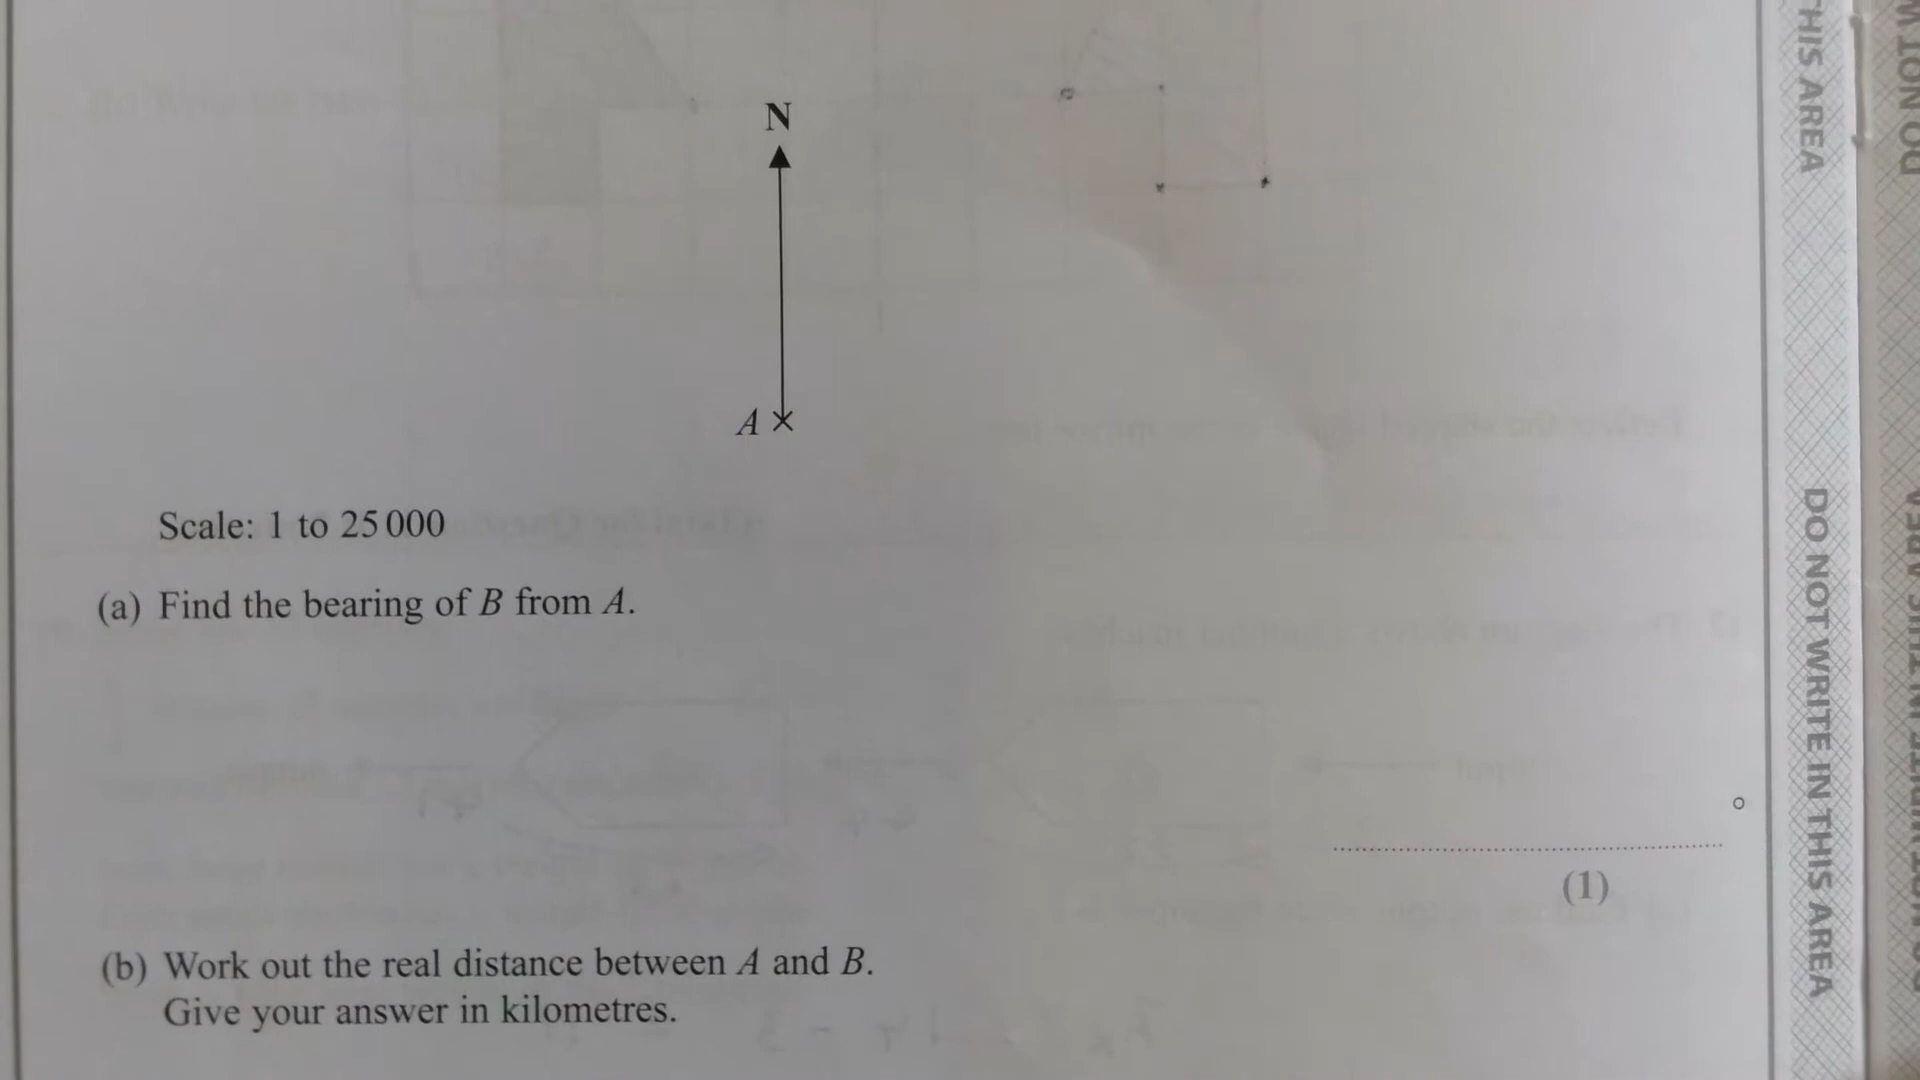 N
A
Scale: 1 to 25 000
(a) Find the bearing of B from A.
°
(1)
(b) Work out the real distance between A and B.
Give your answer in kilometres.
THIS AREA
DO NOT WRITE IN THIS AREA